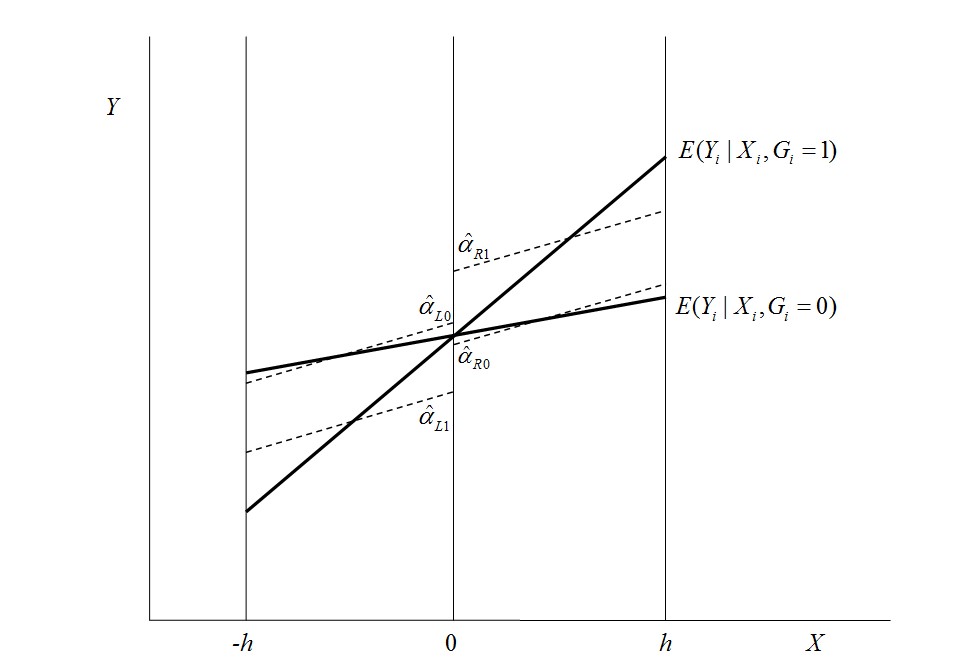 Y
E(Y_i | X_i, G_i = 1)
α̂_R1
α̂_L0
E(Y_i | X_i, G_i = 0)
α̂_R0
α̂_L1
-h 0 h X